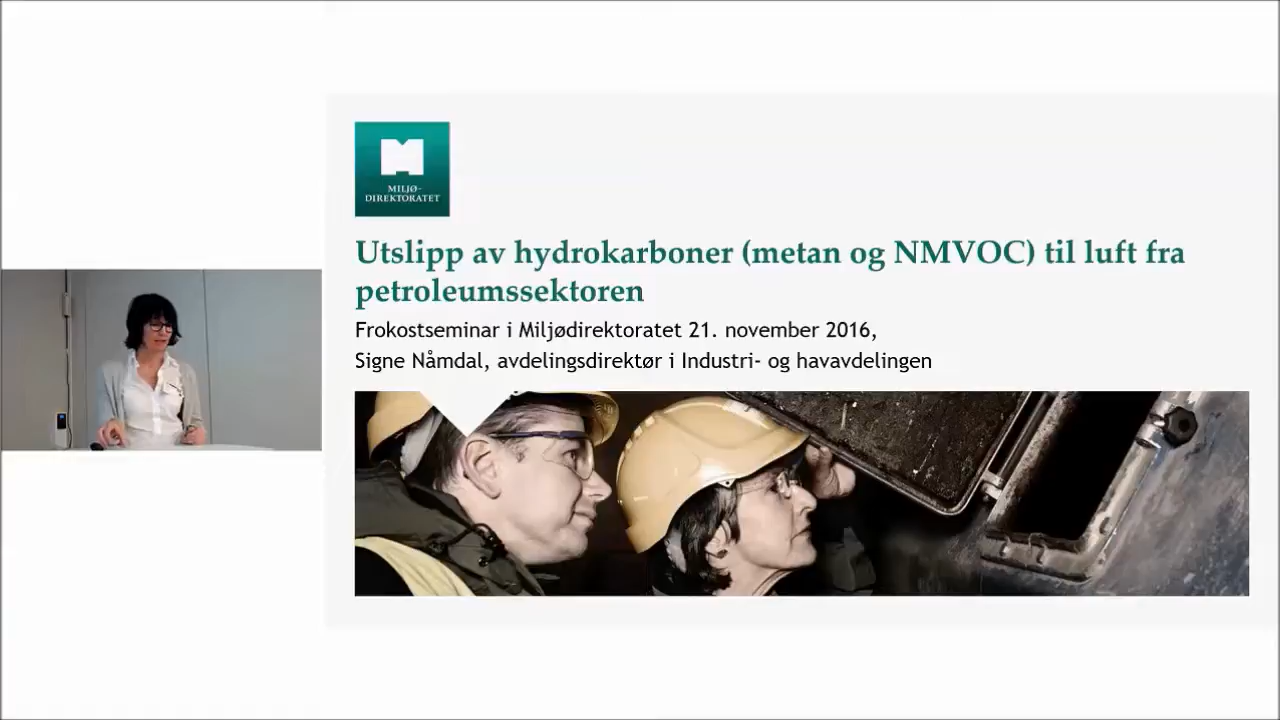 MILJØ-
DIREKTORATET
Utslipp av hydrokarboner (metan og NMVOC) til luft fra
petroleumssektoren
Frokostseminar i Miljødirektoratet 21. november 2016,
Signe Nåmdal, avdelingsdirektør i Industri- og havavdelingen